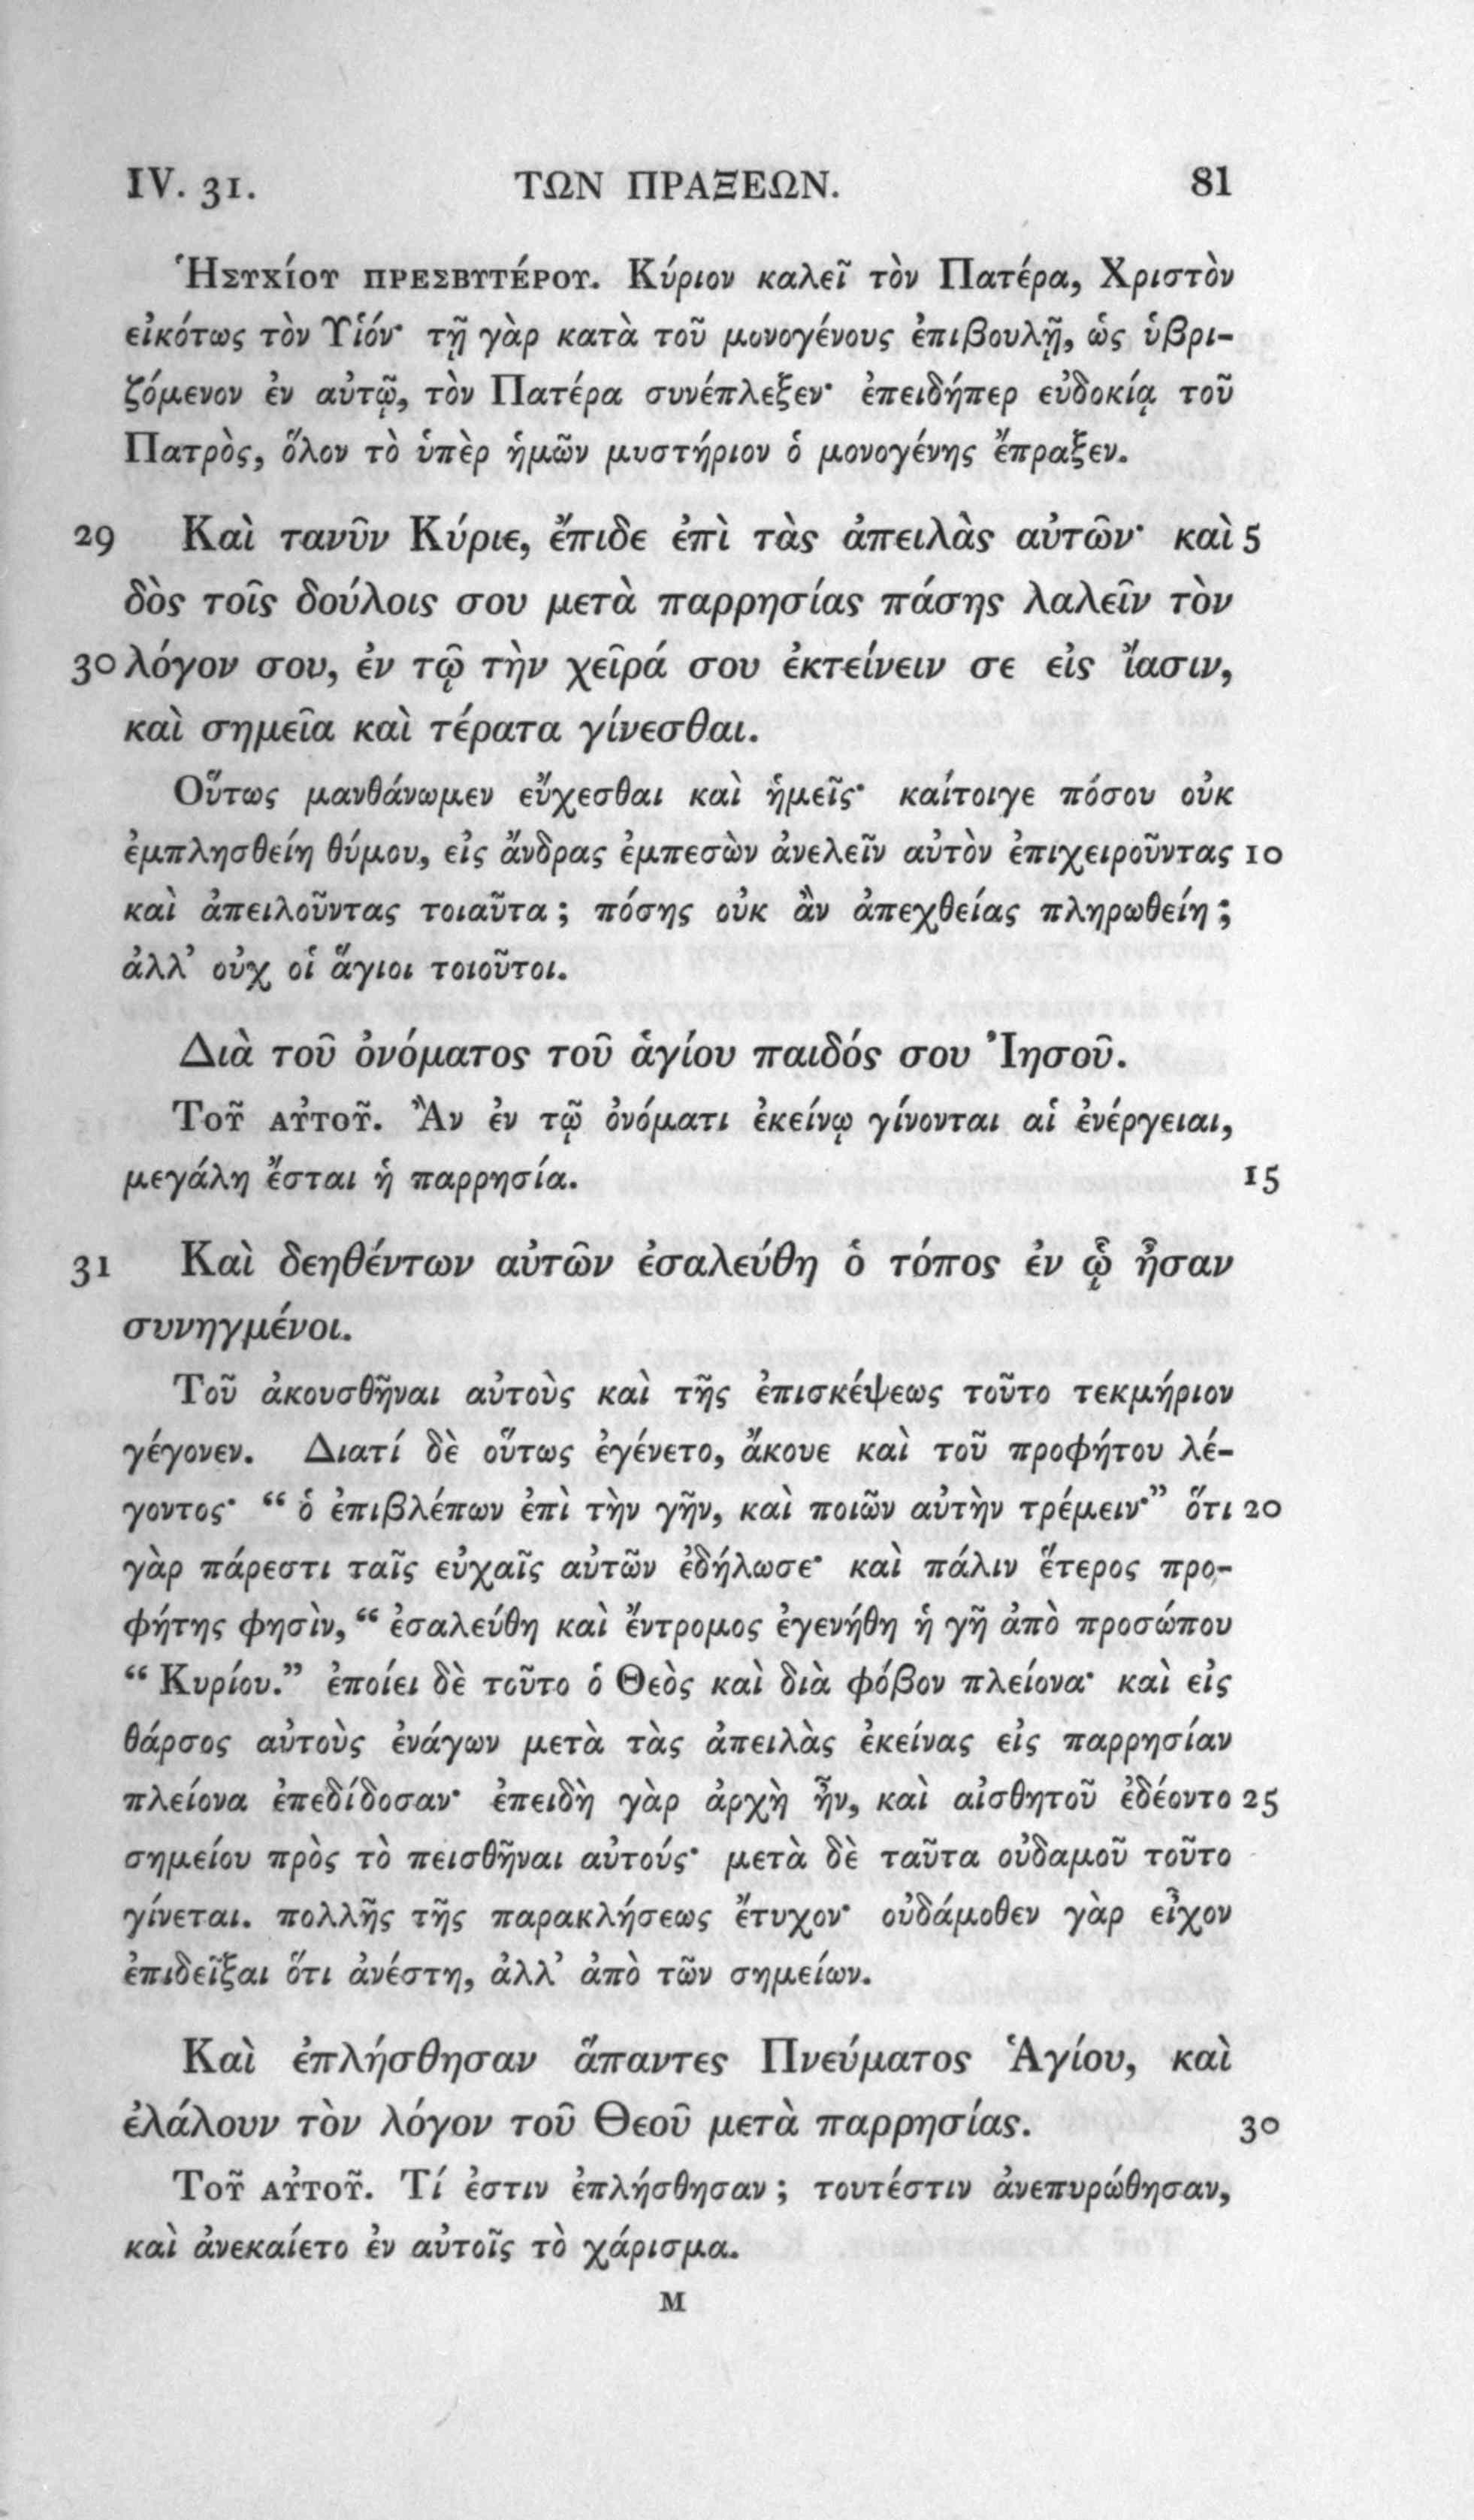 IV. 31. ΤΩΝ ΠΡΑΞΕΩΝ. 81
Ἡσυχίου πρεσβυτέρου. Κύριον καλεῖ τὸν Πατέρα, Χριστὸν
εἰκότως τὸν Υἱόν· τῇ γὰρ κατὰ τοῦ μονογένους ἐπιβουλῇ, ὡς ὑβρι-
ζόμενον ἐν αὐτῷ, τὸν Πατέρα συνέπλεξεν· ἐπειδήπερ εὐδοκίᾳ τοῦ
Πατρὸς, ὅλον τὸ ὑπὲρ ἡμῶν μυστήριον ὁ μονογένης ἔπραξεν.
29 Καὶ τανῦν Κύριε, ἔπιδε ἐπὶ τὰς ἀπειλὰς αὐτῶν· καὶ 5
δὸς τοῖς δούλοις σου μετὰ παρρησίας πάσης λαλεῖν τὸν
30 λόγον σου, ἐν τῷ τὴν χεῖρά σου ἐκτείνειν σε εἰς ἴασιν,
καὶ σημεῖα καὶ τέρατα γίνεσθαι.
Οὕτως μανθάνωμεν εὔχεσθαι καὶ ἡμεῖς· καίτοιγε πόσου οὐκ
ἐμπλησθείη θύμου, εἰς ἄνδρας ἐμπεσὼν ἀνελεῖν αὐτὸν ἐπιχειροῦντας 10
καὶ ἀπειλοῦντας τοιαῦτα; πόσης οὐκ ἂν ἀπεχθείας πληρωθείη;
ἀλλ’ οὐχ οἱ ἅγιοι τοιοῦτοι.
Διὰ τοῦ ὀνόματος τοῦ ἁγίου παιδός σου Ἰησοῦ.
Τοῦ αὐτοῦ. Ἂν ἐν τῷ ὀνόματι ἐκείνῳ γίνονται αἱ ἐνέργειαι,
μεγάλη ἔσται ἡ παρρησία. 15
31 Καὶ δεηθέντων αὐτῶν ἐσαλεύθη ὁ τόπος ἐν ᾧ ἦσαν
συνηγμένοι.
Τοῦ ἀκουσθῆναι αὐτοὺς καὶ τῆς ἐπισκέψεως τοῦτο τεκμήριον
γέγονεν. Διατί δὲ οὕτως ἐγένετο, ἄκουε καὶ τοῦ προφήτου λέ-
γοντος· “ ὁ ἐπιβλέπων ἐπὶ τὴν γῆν, καὶ ποιῶν αὐτὴν τρέμειν·” ὅτι 20
γὰρ πάρεστι ταῖς εὐχαῖς αὐτῶν ἐδήλωσε· καὶ πάλιν ἕτερος προ-
φήτης φησὶν, “ ἐσαλεύθη καὶ ἔντρομος ἐγενήθη ἡ γῆ ἀπὸ προσώπου
“ Κυρίου.” ἐποίει δὲ τοῦτο ὁ Θεὸς καὶ διὰ φόβον πλείονα· καὶ εἰς
θάρσος αὐτοὺς ἐνάγων μετὰ τὰς ἀπειλὰς ἐκείνας εἰς παρρησίαν
πλείονα ἐπεδίδοσαν· ἐπειδὴ γὰρ ἀρχὴ ἦν, καὶ αἰσθητοῦ ἐδέοντο 25
σημείου πρὸς τὸ πεισθῆναι αὐτούς· μετὰ δὲ ταῦτα οὐδαμοῦ τοῦτο
γίνεται. πολλῆς τῆς παρακλήσεως ἔτυχον· οὐδάμοθεν γὰρ εἶχον
ἐπιδεῖξαι ὅτι ἀνέστη, ἀλλ’ ἀπὸ τῶν σημείων.
Καὶ ἐπλήσθησαν ἅπαντες Πνεύματος Ἁγίου, καὶ
ἐλάλουν τὸν λόγον τοῦ Θεοῦ μετὰ παρρησίας. 30
Τοῦ αὐτοῦ. Τί ἐστιν ἐπλήσθησαν; τουτέστιν ἀνεπυρώθησαν,
καὶ ἀνεκαίετο ἐν αὐτοῖς τὸ χάρισμα.
M